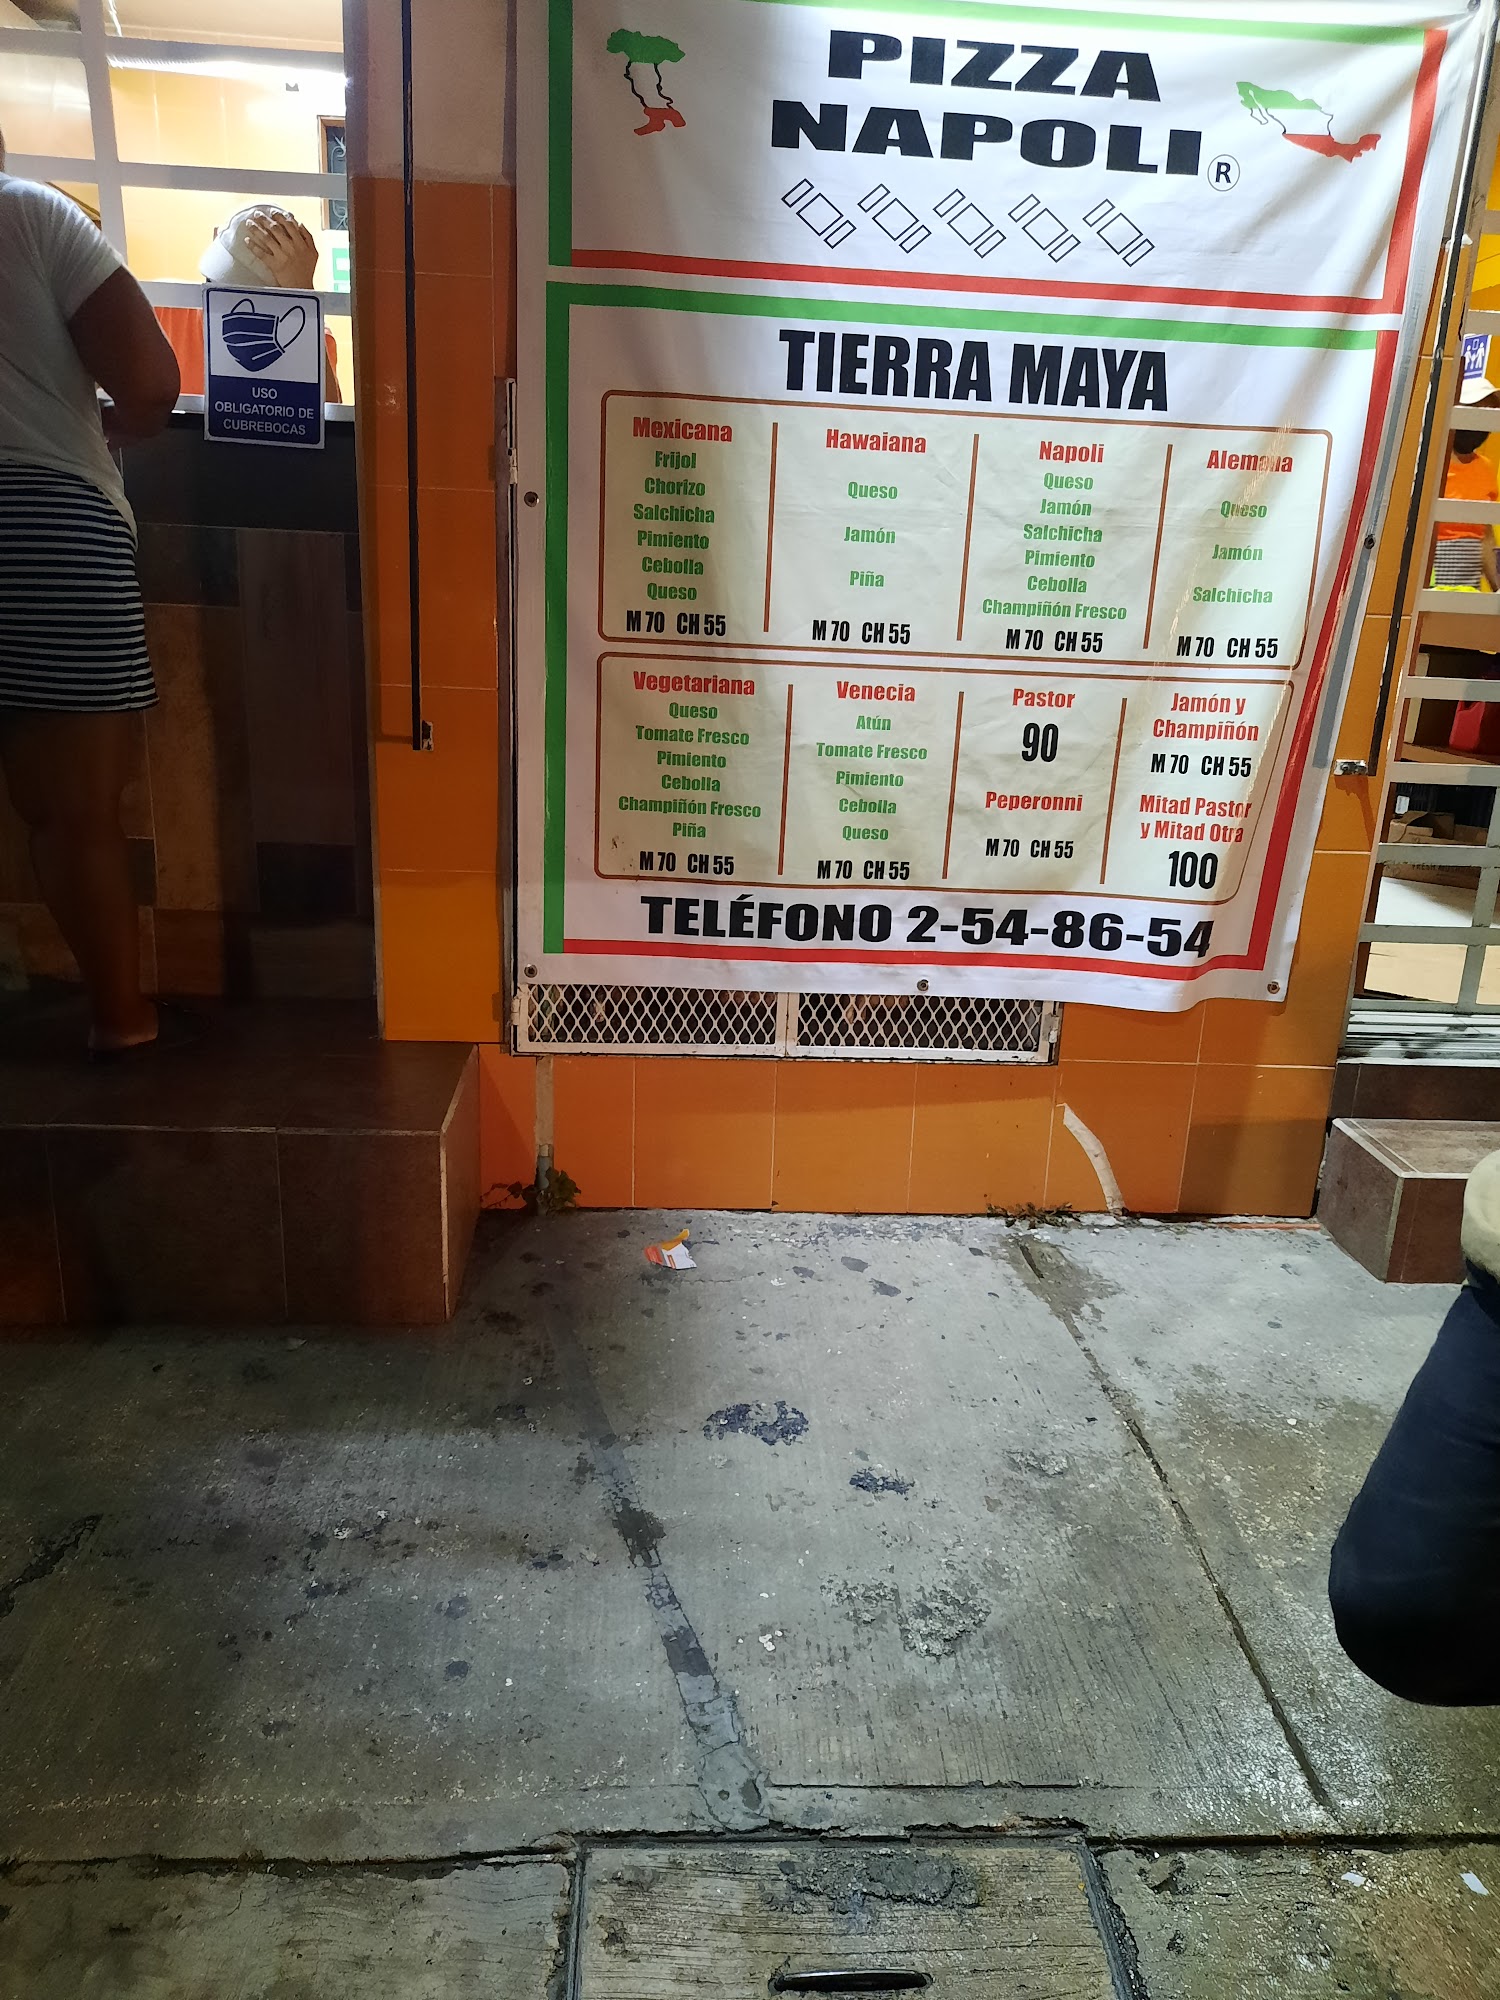 PIZZA
NAPOLI
R
TIERRA MAYA
Mexicana
Frijol
Chorizo
Salchicha
Pimiento
Cebolla
Queso
M 70 CH 55
Hawaiana
Queso
Jamón
Piña
M 70 CH 55
Napoli
Queso
Jamón
Salchicha
Pimiento
Cebolla
Champiñón Fresco
M 70 CH 55
Alemana
Queso
Jamón
Salchicha
M 70 CH 55
Vegetariana
Queso
Tomate Fresco
Pimiento
Cebolla
Champiñón Fresco
Piña
M 70 CH 55
Venecia
Atún
Tomate Fresco
Pimiento
Cebolla
Queso
M 70 CH 55
Pastor
90
Peperonni
M 70 CH 55
Jamón y
Champiñón
M 70 CH 55
Mitad Pastor
y Mitad Otra
100
TELÉFONO 2-54-86-54
USO
OBLIGATORIO DE
CUBREBOCAS